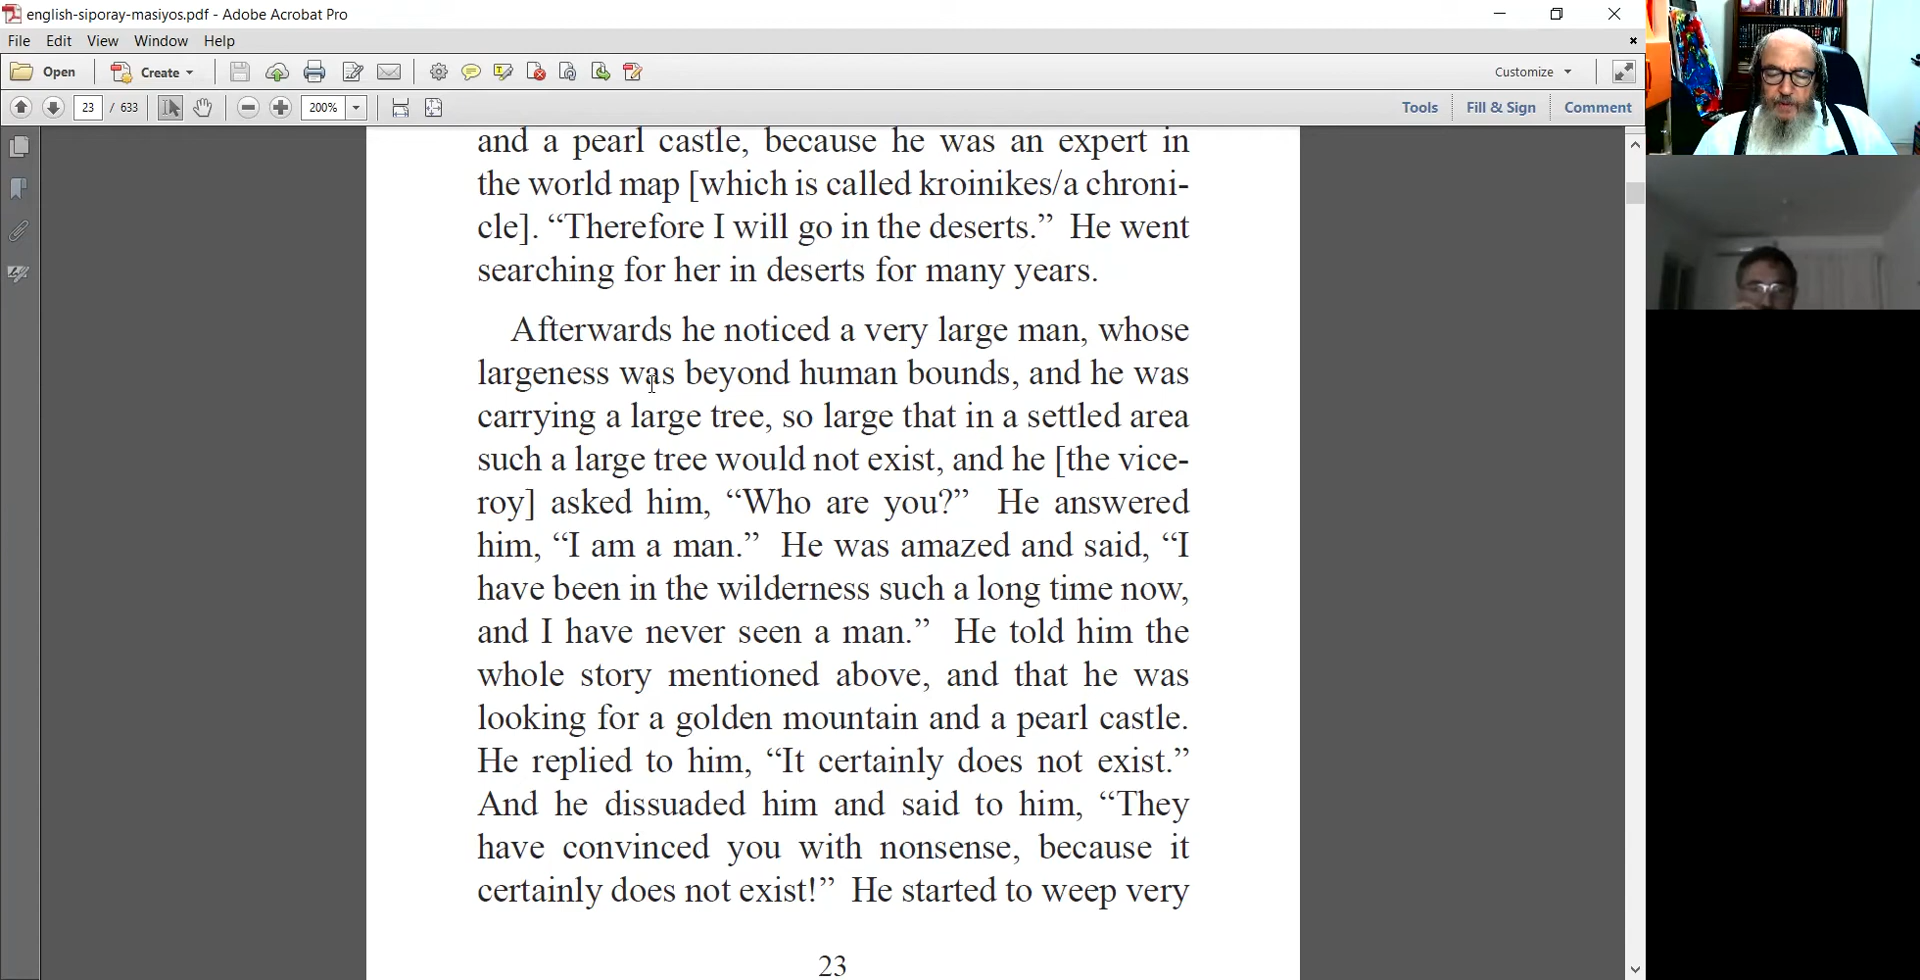 english-siporay-masiyos.pdf - Adobe Acrobat Pro
File Edit View Window Help
Open Create Customize
23 / 633 200% Tools Fill & Sign Comment
and a pearl castle, because he was an expert in
the world map [which is called kroinikes/a chroni-
cle]. “Therefore I will go in the deserts.” He went
searching for her in deserts for many years.
Afterwards he noticed a very large man, whose
largeness was beyond human bounds, and he was
carrying a large tree, so large that in a settled area
such a large tree would not exist, and he [the vice-
roy] asked him, “Who are you?” He answered
him, “I am a man.” He was amazed and said, “I
have been in the wilderness such a long time now,
and I have never seen a man.” He told him the
whole story mentioned above, and that he was
looking for a golden mountain and a pearl castle.
He replied to him, “It certainly does not exist.”
And he dissuaded him and said to him, “They
have convinced you with nonsense, because it
certainly does not exist!” He started to weep very
23